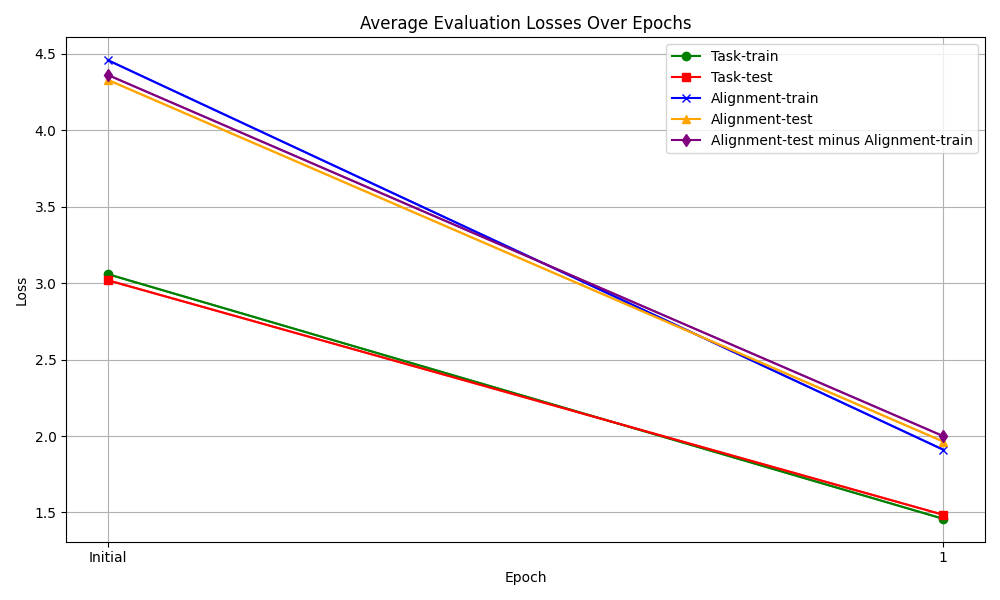 Average Evaluation Losses Over Epochs
Task-train
Task-test
Alignment-train
Alignment-test
Alignment-test minus Alignment-train
Loss
4.5
4.0
3.5
3.0
2.5
2.0
1.5
Initial
1
Epoch